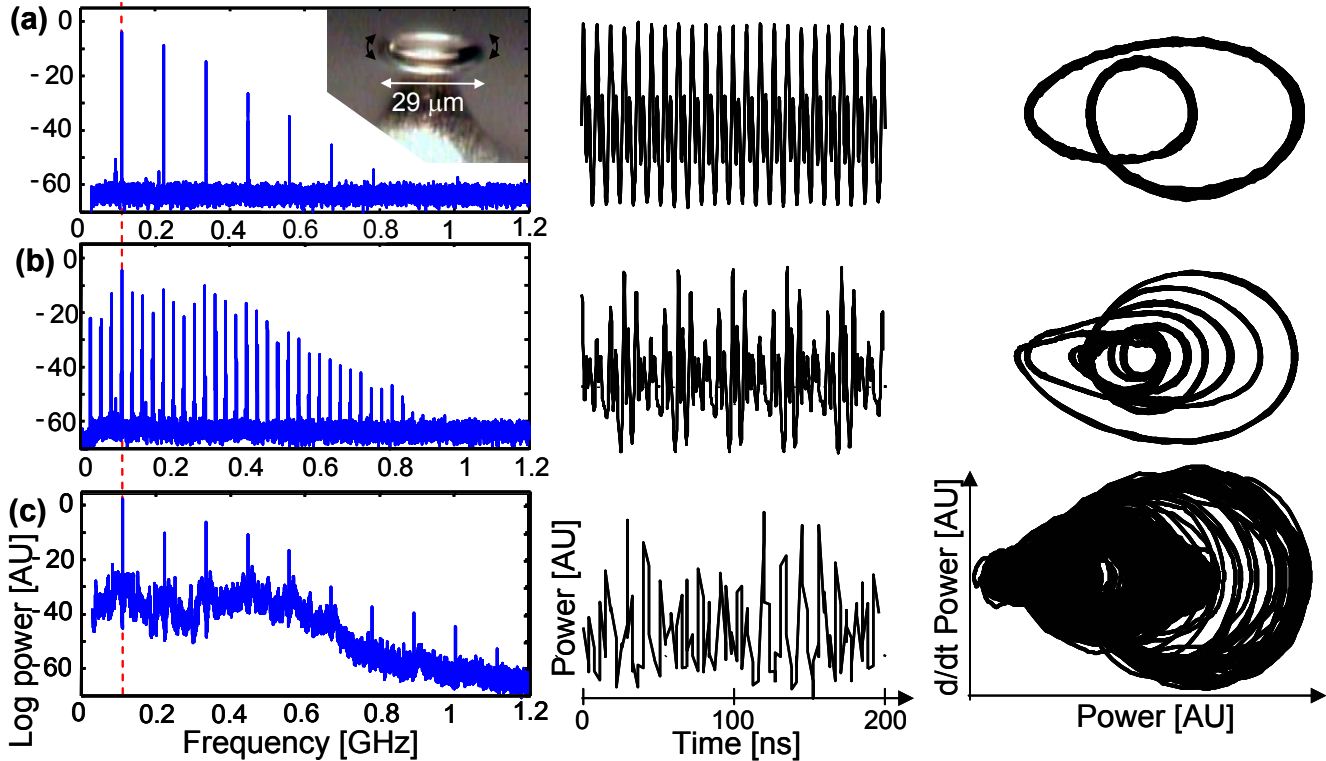 (a)
0
-20
-40
-60
29 μm
0 0.2 0.4 0.6 0.8 1 1.2
(b)
0
-20
-40
-60
0 0.2 0.4 0.6 0.8 1 1.2
(c)
0
-20
-40
-60
Log power [AU]
0 0.2 0.4 0.6 0.8 1 1.2
Frequency [GHz]
Power [AU]
0 100 200
Time [ns]
d/dt Power [AU]
Power [AU]